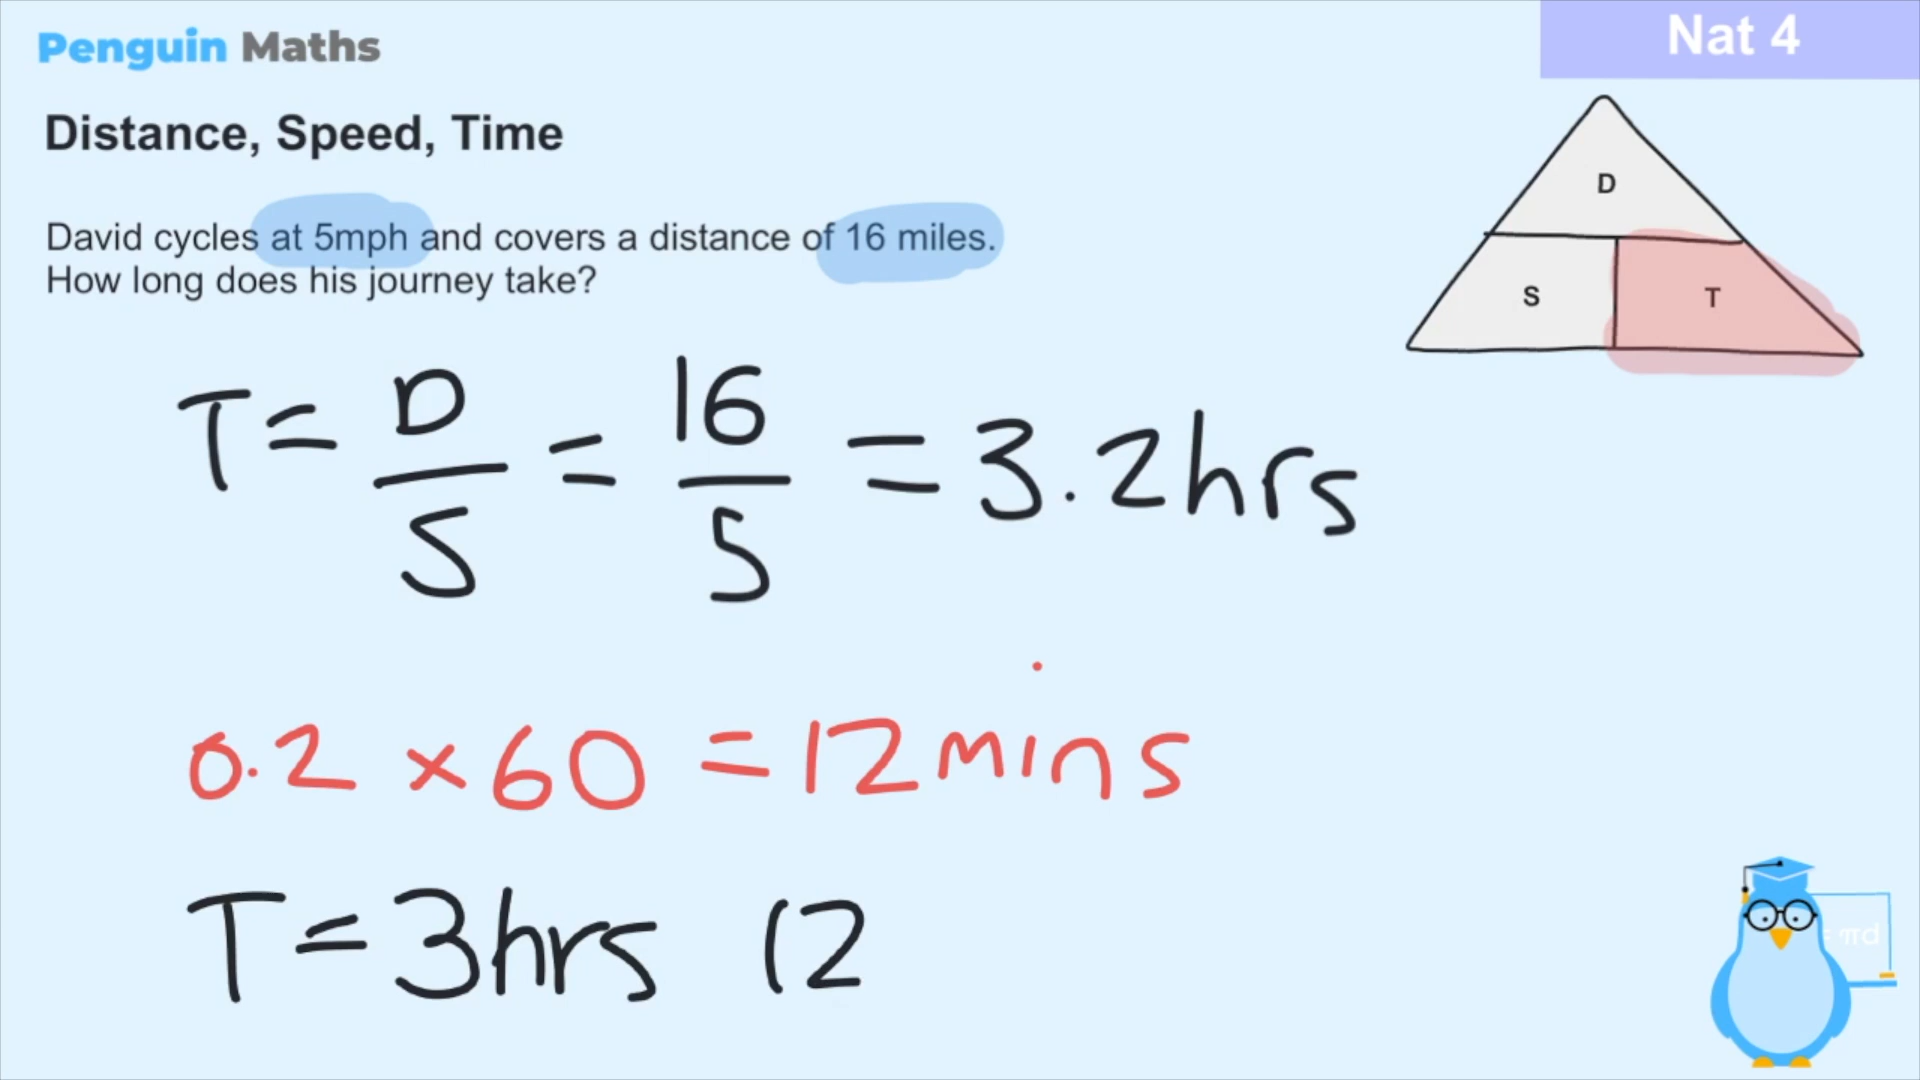 Penguin Maths
Nat 4
Distance, Speed, Time
David cycles at 5mph and covers a distance of 16 miles.
How long does his journey take?
D
S
T
T = D/S = 16/5 = 3.2hrs
0.2 × 60 = 12mins
T = 3hrs 12
= πd